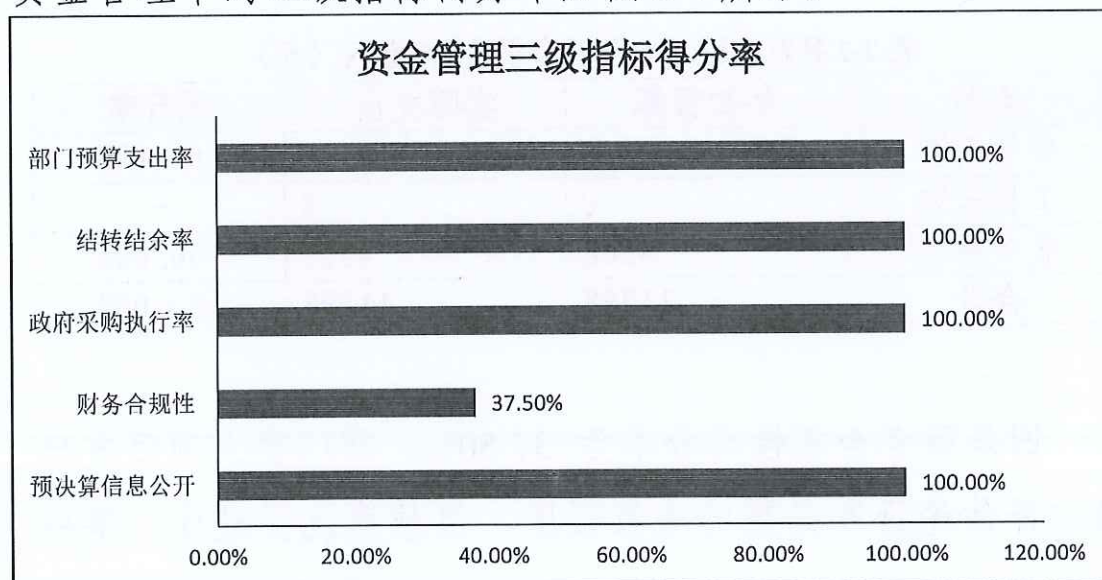 资金管理三级指标得分率
部门预算支出率 100.00%
结转结余率 100.00%
政府采购执行率 100.00%
财务合规性 37.50%
预决算信息公开 100.00%
0.00% 20.00% 40.00% 60.00% 80.00% 100.00% 120.00%